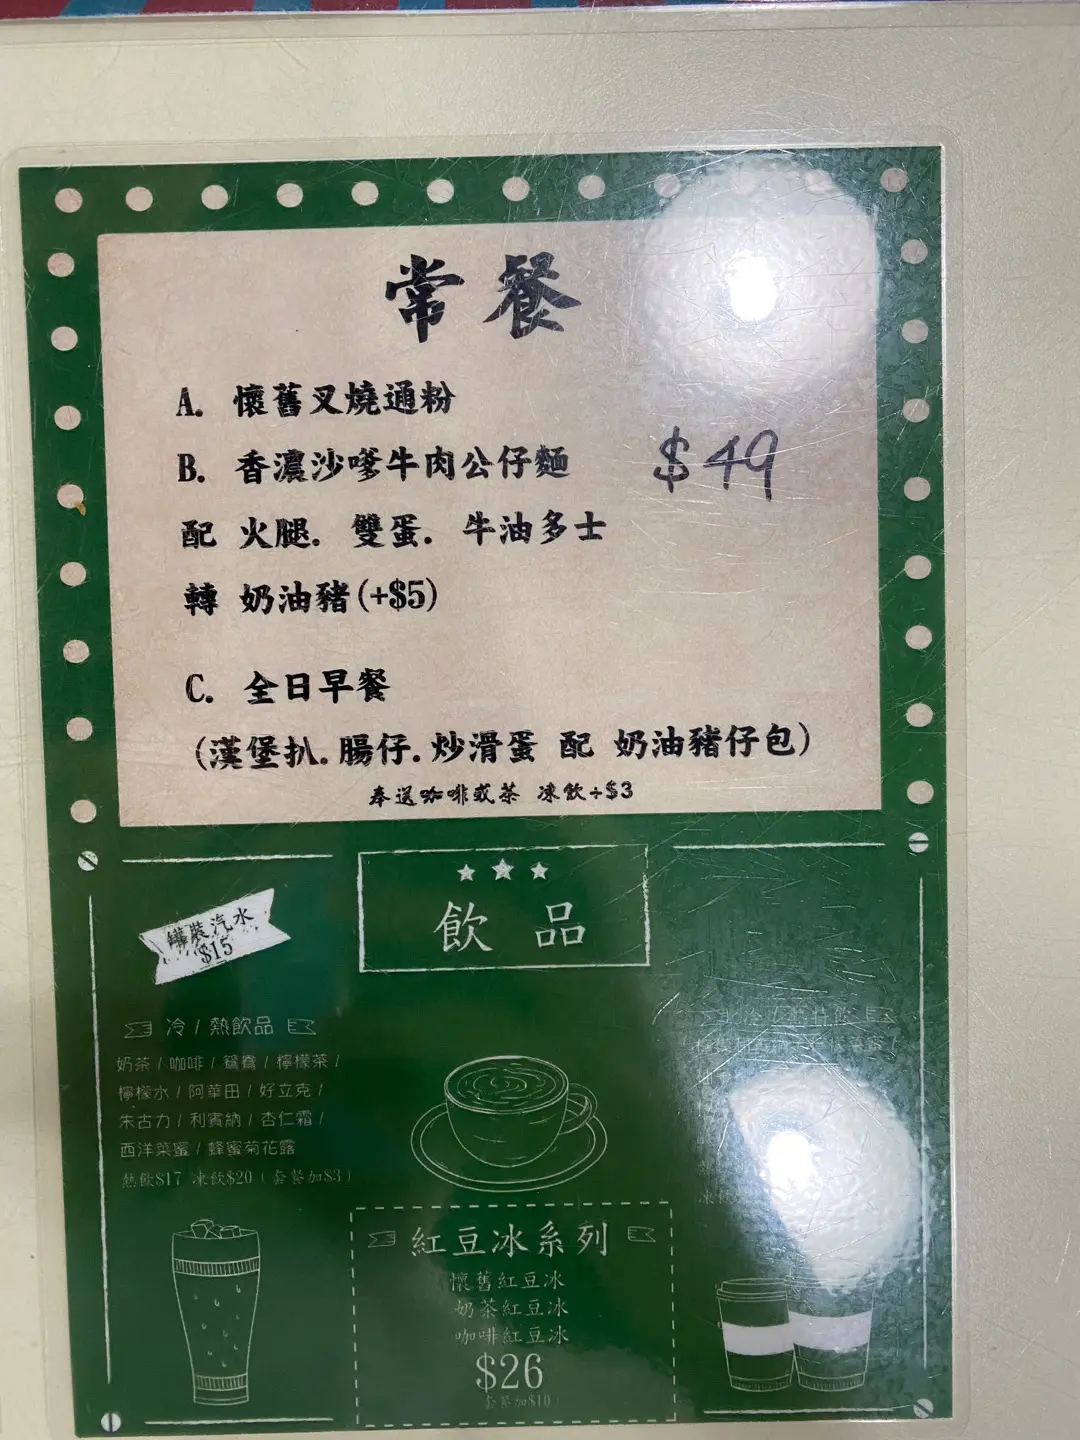 常餐
A. 懷舊叉燒通粉
B. 香濃沙嗲牛肉公仔麵
$49
配 火腿. 雙蛋. 牛油多士
轉 奶油豬(+$5)
C. 全日早餐
(漢堡扒.腸仔.炒滑蛋 配 奶油豬仔包)
奉送咖啡或茶 凍飲+$3
飲品
罐裝汽水
$15
冷 / 熱飲品
奶茶 / 咖啡 / 鴛鴦 / 檸檬茶 /
檸檬水 / 阿華田 / 好立克 /
朱古力 / 利賓納 / 杏仁霜 /
西洋菜蜜 / 蜂蜜菊花露
熱飲$17 凍飲$20 ( 套餐加$3 )
紅豆冰系列
懷舊紅豆冰
奶茶紅豆冰
咖啡紅豆冰
$26
套餐加$10